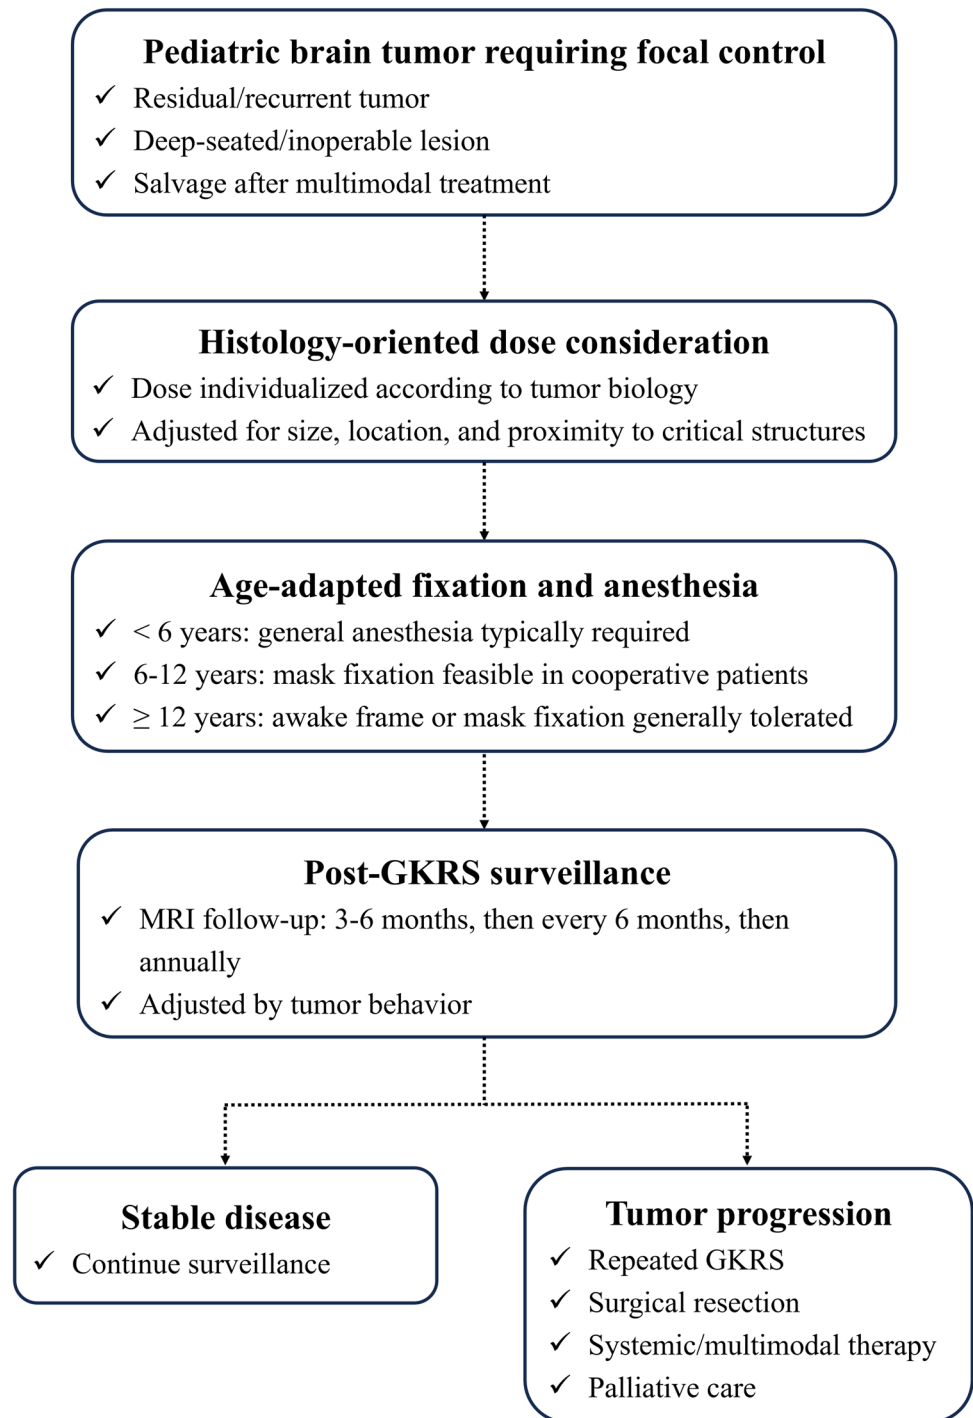 Pediatric brain tumor requiring focal control
✓ Residual/recurrent tumor
✓ Deep-seated/inoperable lesion
✓ Salvage after multimodal treatment
Histology-oriented dose consideration
✓ Dose individualized according to tumor biology
✓ Adjusted for size, location, and proximity to critical structures
Age-adapted fixation and anesthesia
✓ < 6 years: general anesthesia typically required
✓ 6-12 years: mask fixation feasible in cooperative patients
✓ ≥ 12 years: awake frame or mask fixation generally tolerated
Post-GKRS surveillance
✓ MRI follow-up: 3-6 months, then every 6 months, then
annually
✓ Adjusted by tumor behavior
Stable disease
✓ Continue surveillance
Tumor progression
✓ Repeated GKRS
✓ Surgical resection
✓ Systemic/multimodal therapy
✓ Palliative care